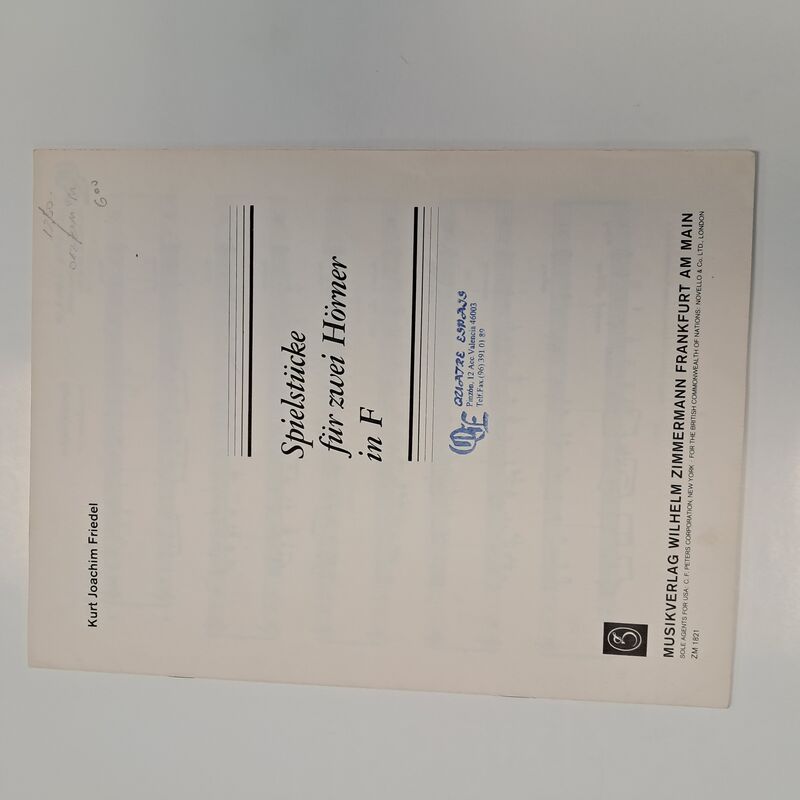 Kurt Joachim Friedel
600
Spielstücke
für zwei Hörner
in F
QUATRE ESPAIS
Pinzón, 12 Acc Valencia 46003
Telf.Fax (96) 391 01 89
MUSIKVERLAG WILHELM ZIMMERMANN FRANKFURT AM MAIN
SOLE AGENTS FOR USA: C. F. PETERS CORPORATION, NEW YORK · FOR THE BRITISH COMMONWEALTH OF NATIONS: NOVELLO & Co. LTD., LONDON
ZM 1821